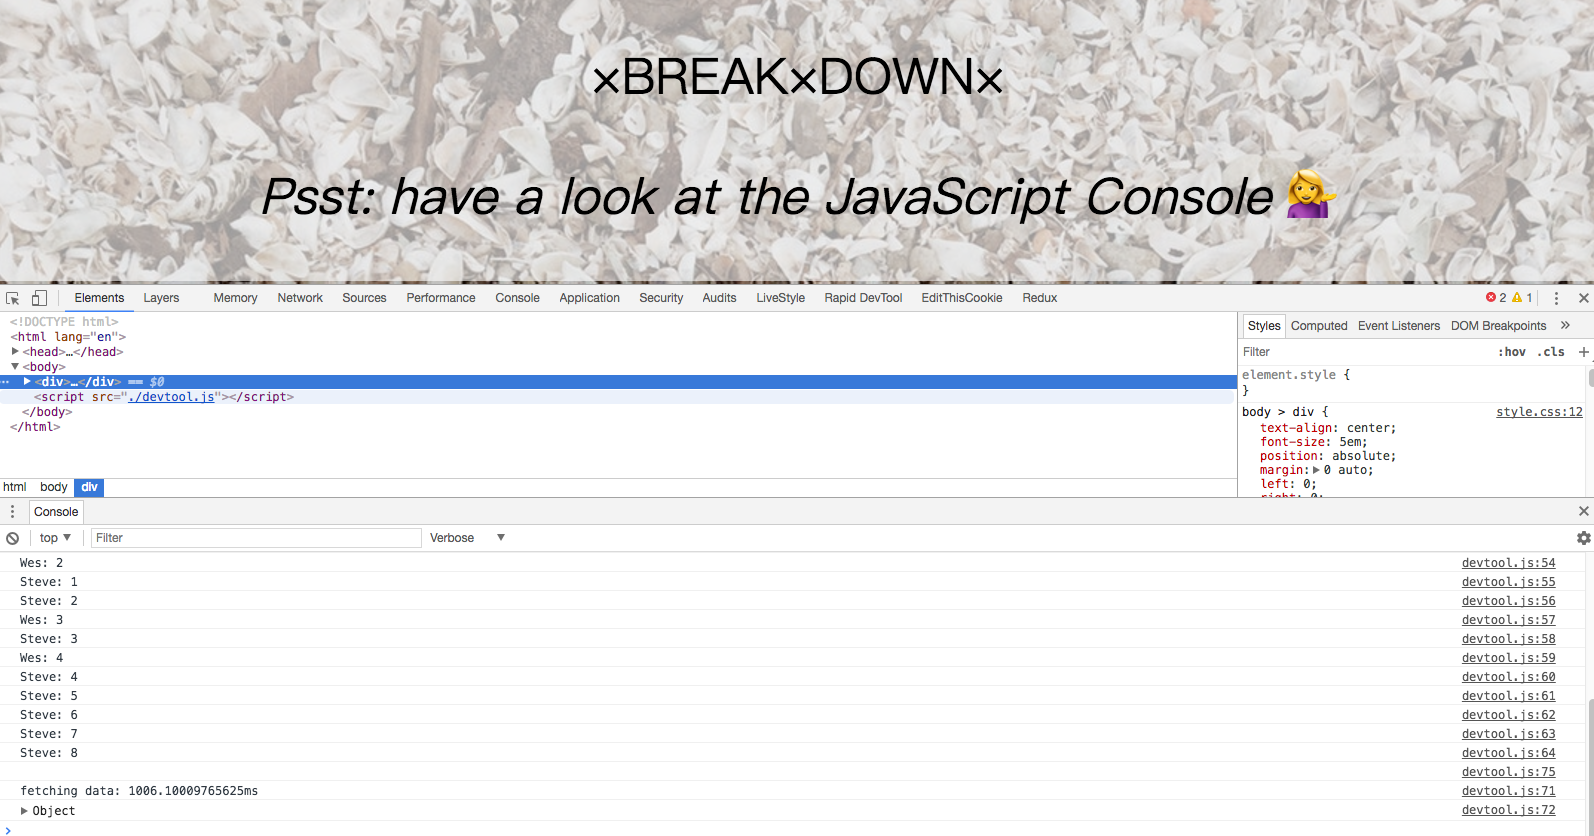 ×BREAK×DOWN×
Psst: have a look at the JavaScript Console 💁
Elements Layers Memory Network Sources Performance Console Application Security Audits LiveStyle Rapid DevTool EditThisCookie Redux 2 1
<!DOCTYPE html>
<html lang="en">
<head>…</head>
<body>
<div>…</div> == $0
<script src="./devtool.js"></script>
</body>
</html>
html body div
Styles Computed Event Listeners DOM Breakpoints »
Filter :hov .cls +
element.style {
}
body > div { style.css:12
text-align: center;
font-size: 5em;
position: absolute;
margin: 0 auto;
left: 0;
right: 0;
Console
top Filter Verbose
Wes: 2 devtool.js:54
Steve: 1 devtool.js:55
Steve: 2 devtool.js:56
Wes: 3 devtool.js:57
Steve: 3 devtool.js:58
Wes: 4 devtool.js:59
Steve: 4 devtool.js:60
Steve: 5 devtool.js:61
Steve: 6 devtool.js:62
Steve: 7 devtool.js:63
Steve: 8 devtool.js:64
devtool.js:75
fetching data: 1006.10009765625ms devtool.js:71
Object devtool.js:72